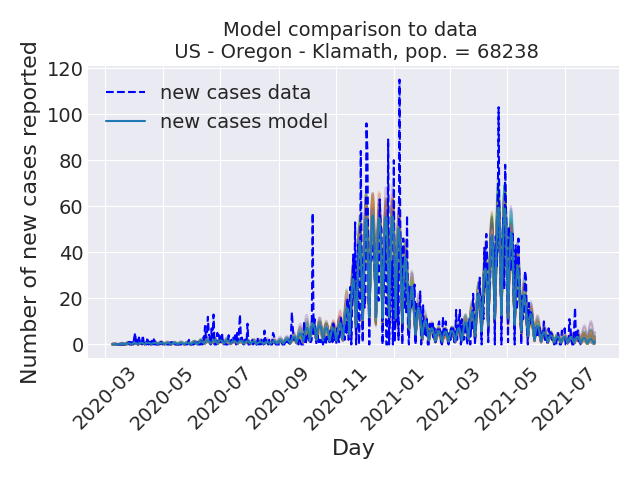 Model comparison to data
US - Oregon - Klamath, pop. = 68238
Number of new cases reported
120
100
80
60
40
20
0
new cases data
new cases model
2020-03
2020-05
2020-07
2020-09
2020-11
2021-01
2021-03
2021-05
2021-07
Day